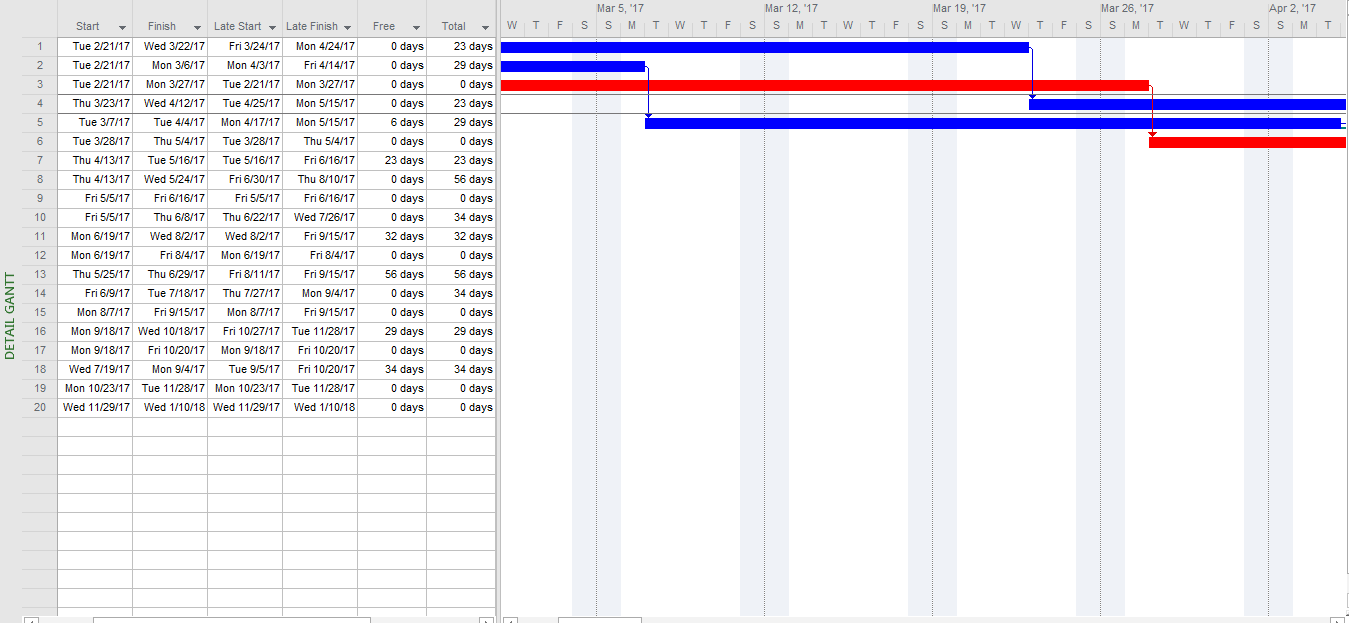 Mar 5, '17 Mar 12, '17 Mar 19, '17 Mar 26, '17 Apr 2, '17
Start Finish Late Start Late Finish Free Total W T F S S M T W T F S S M T W T F S S M T W T F S S M T W T F S S M T
1 Tue 2/21/17 Wed 3/22/17 Fri 3/24/17 Mon 4/24/17 0 days 23 days
2 Tue 2/21/17 Mon 3/6/17 Mon 4/3/17 Fri 4/14/17 0 days 29 days
3 Tue 2/21/17 Mon 3/27/17 Tue 2/21/17 Mon 3/27/17 0 days 0 days
4 Thu 3/23/17 Wed 4/12/17 Tue 4/25/17 Mon 5/15/17 0 days 23 days
5 Tue 3/7/17 Tue 4/4/17 Mon 4/17/17 Mon 5/15/17 6 days 29 days
6 Tue 3/28/17 Thu 5/4/17 Tue 3/28/17 Thu 5/4/17 0 days 0 days
7 Thu 4/13/17 Tue 5/16/17 Tue 5/16/17 Fri 6/16/17 23 days 23 days
8 Thu 4/13/17 Wed 5/24/17 Fri 6/30/17 Thu 8/10/17 0 days 56 days
9 Fri 5/5/17 Fri 6/16/17 Fri 5/5/17 Fri 6/16/17 0 days 0 days
10 Fri 5/5/17 Thu 6/8/17 Thu 6/22/17 Wed 7/26/17 0 days 34 days
11 Mon 6/19/17 Wed 8/2/17 Wed 8/2/17 Fri 9/15/17 32 days 32 days
12 Mon 6/19/17 Fri 8/4/17 Mon 6/19/17 Fri 8/4/17 0 days 0 days
13 Thu 5/25/17 Thu 6/29/17 Fri 8/11/17 Fri 9/15/17 56 days 56 days
14 Fri 6/9/17 Tue 7/18/17 Thu 7/27/17 Mon 9/4/17 0 days 34 days
15 Mon 8/7/17 Fri 9/15/17 Mon 8/7/17 Fri 9/15/17 0 days 0 days
16 Mon 9/18/17 Wed 10/18/17 Fri 10/27/17 Tue 11/28/17 29 days 29 days
17 Mon 9/18/17 Fri 10/20/17 Mon 9/18/17 Fri 10/20/17 0 days 0 days
18 Wed 7/19/17 Mon 9/4/17 Tue 9/5/17 Fri 10/20/17 34 days 34 days
19 Mon 10/23/17 Tue 11/28/17 Mon 10/23/17 Tue 11/28/17 0 days 0 days
20 Wed 11/29/17 Wed 1/10/18 Wed 11/29/17 Wed 1/10/18 0 days 0 days
DETAIL GANTT